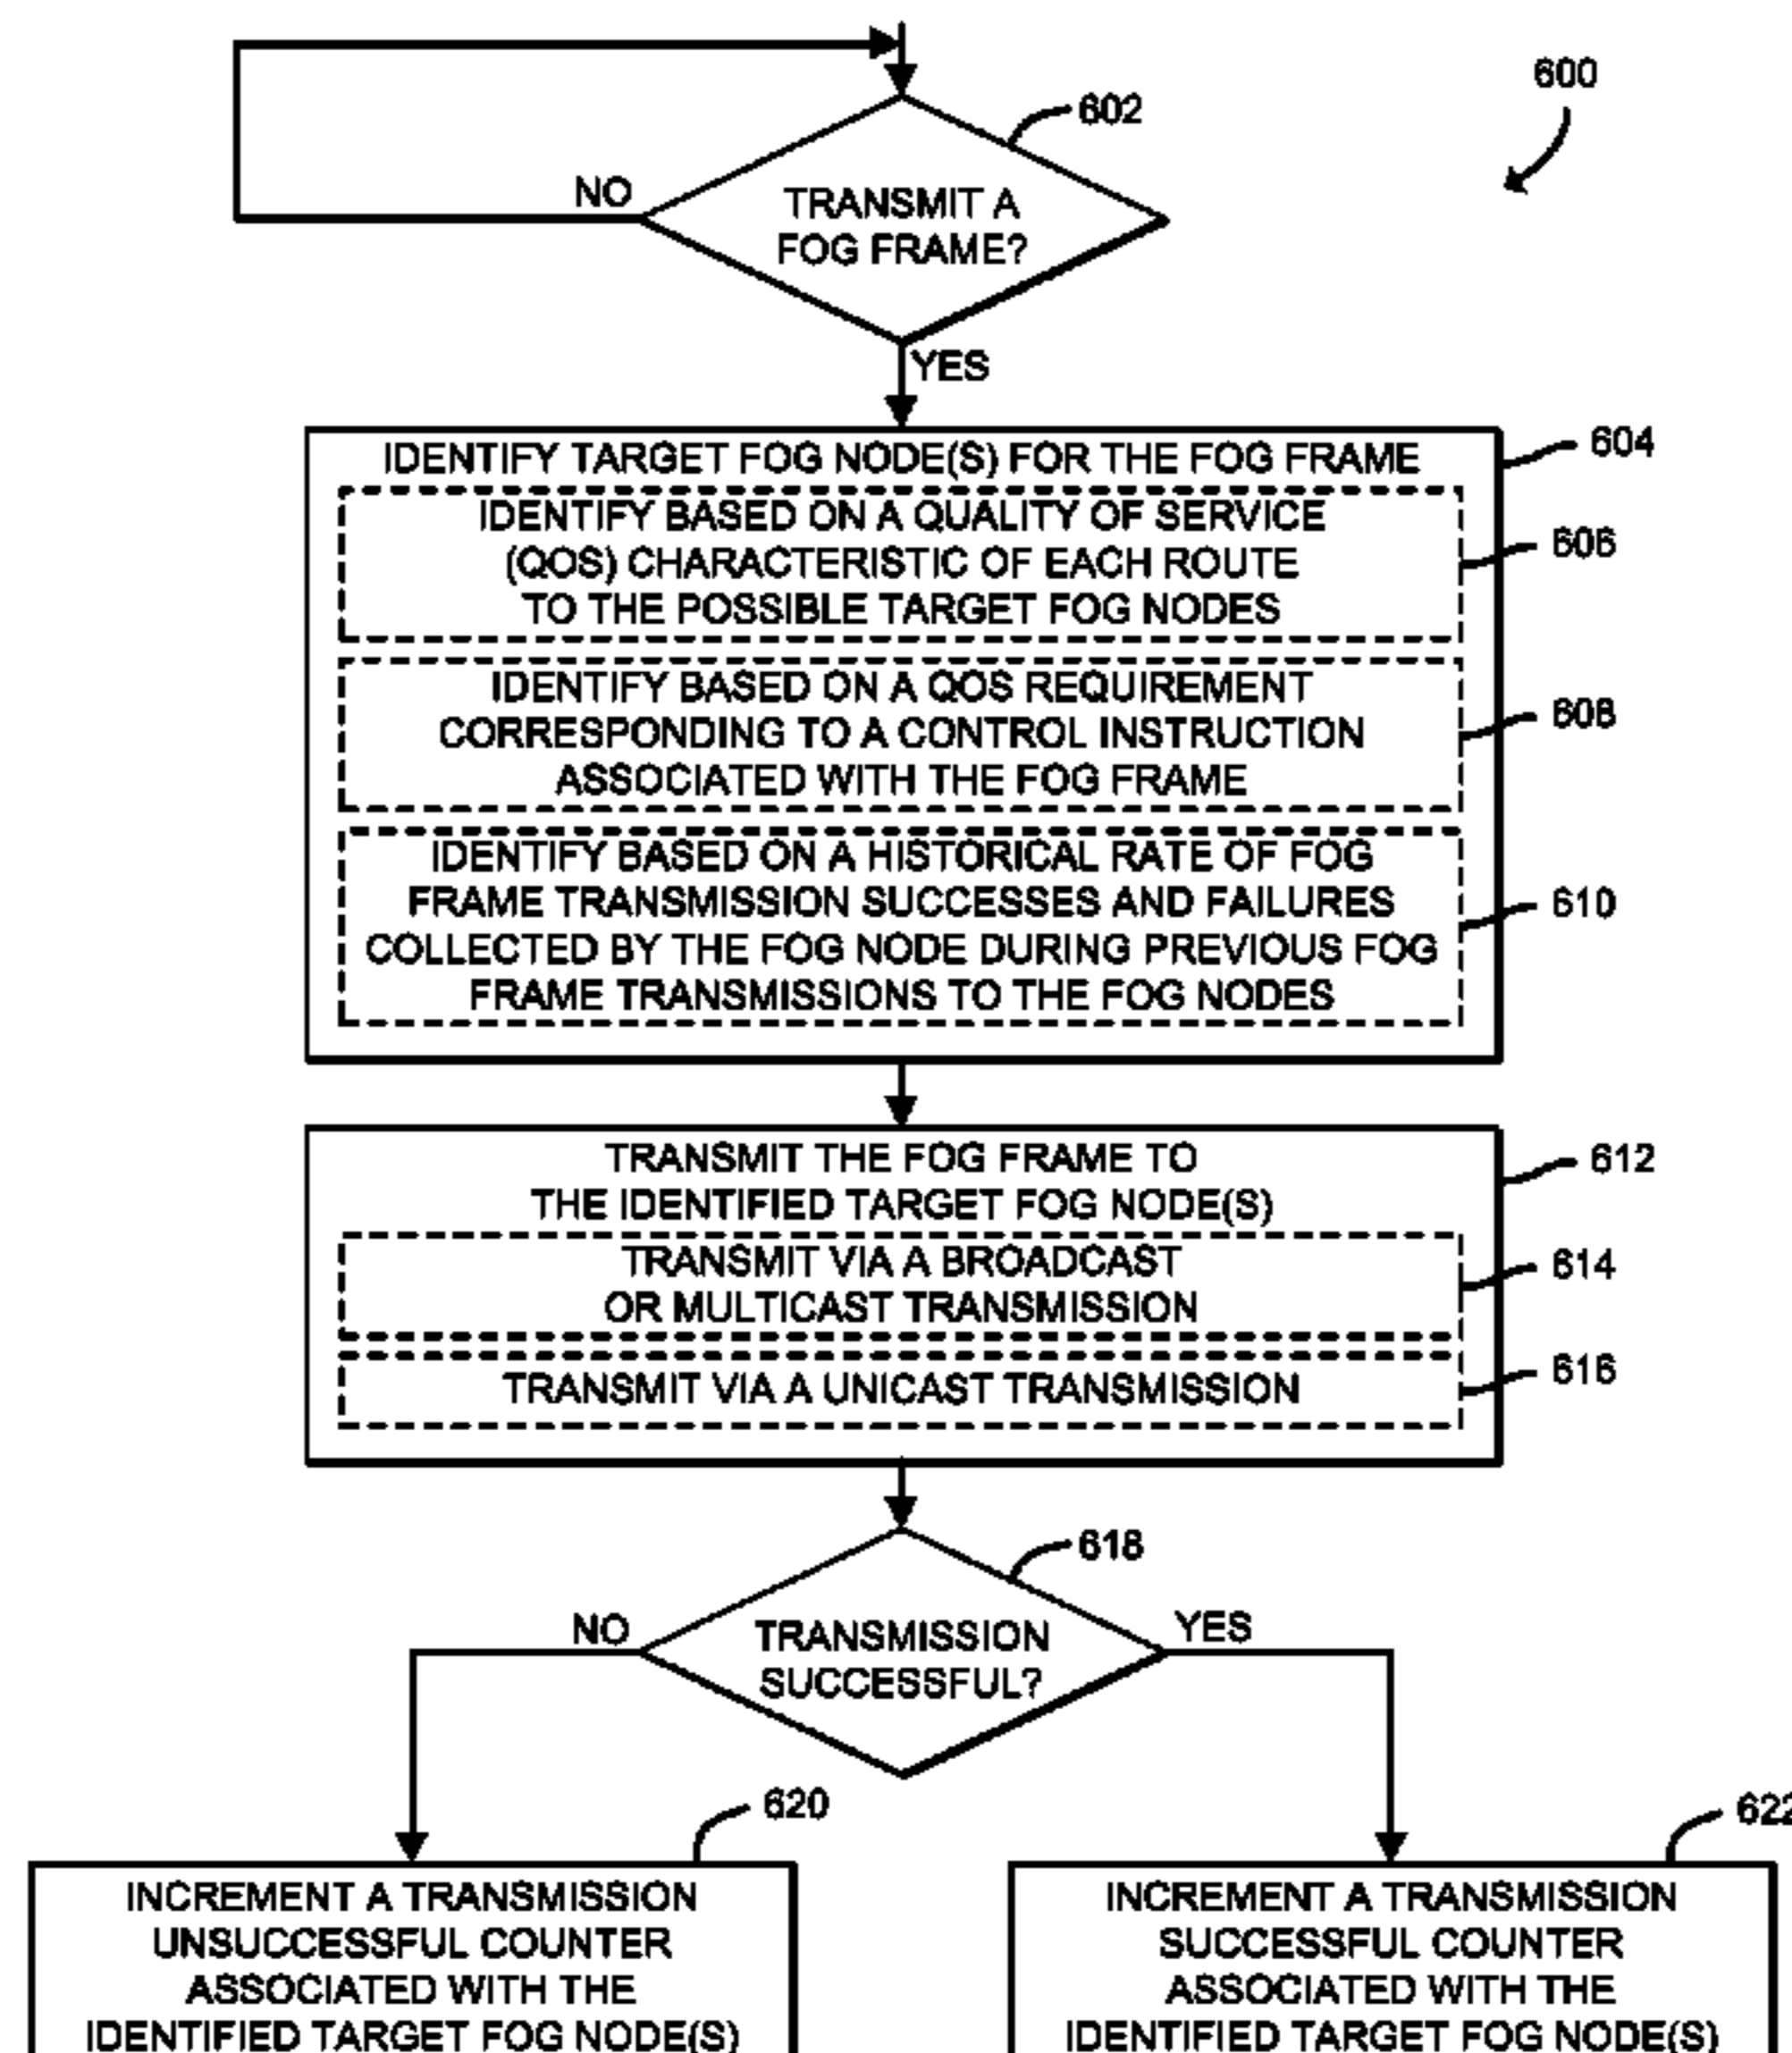 600
602
NO
TRANSMIT A
FOG FRAME?
YES
IDENTIFY TARGET FOG NODE(S) FOR THE FOG FRAME
604
IDENTIFY BASED ON A QUALITY OF SERVICE
(QOS) CHARACTERISTIC OF EACH ROUTE
TO THE POSSIBLE TARGET FOG NODES
606
IDENTIFY BASED ON A QOS REQUIREMENT
CORRESPONDING TO A CONTROL INSTRUCTION
ASSOCIATED WITH THE FOG FRAME
608
IDENTIFY BASED ON A HISTORICAL RATE OF FOG
FRAME TRANSMISSION SUCCESSES AND FAILURES
COLLECTED BY THE FOG NODE DURING PREVIOUS FOG
FRAME TRANSMISSIONS TO THE FOG NODES
610
TRANSMIT THE FOG FRAME TO
THE IDENTIFIED TARGET FOG NODE(S)
612
TRANSMIT VIA A BROADCAST
OR MULTICAST TRANSMISSION
614
TRANSMIT VIA A UNICAST TRANSMISSION
616
618
NO
TRANSMISSION
SUCCESSFUL?
YES
620
INCREMENT A TRANSMISSION
UNSUCCESSFUL COUNTER
ASSOCIATED WITH THE
IDENTIFIED TARGET FOG NODE(S)
622
INCREMENT A TRANSMISSION
SUCCESSFUL COUNTER
ASSOCIATED WITH THE
IDENTIFIED TARGET FOG NODE(S)